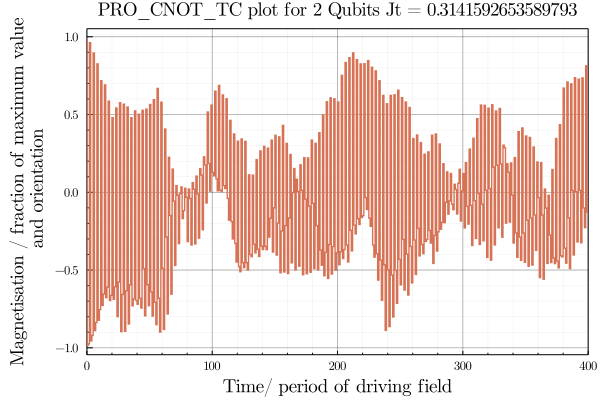 PRO_CNOT_TC plot for 2 Qubits Jt = 0.3141592653589793
Magnetisation / fraction of maximum value
and orientation
1.0
0.5
0.0
−0.5
−1.0
0 100 200 300 400
Time/ period of driving field